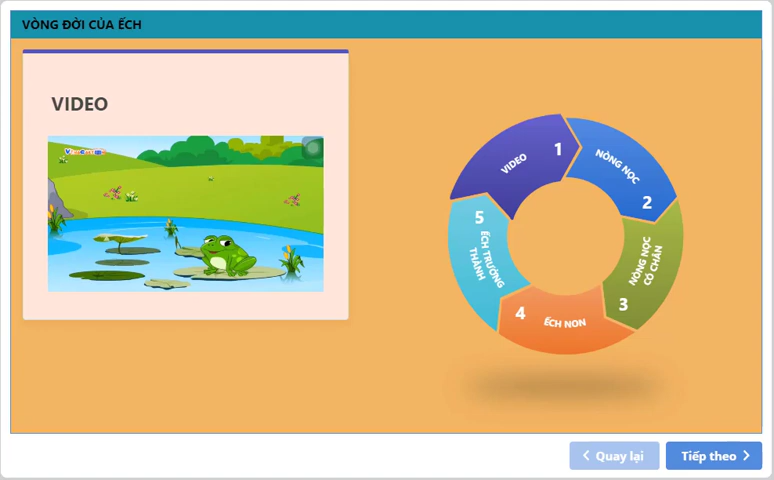 VÒNG ĐỜI CỦA ẾCH
VIDEO
VIDEO
1
NÒNG NỌC
2
NÒNG NỌC
CÓ CHÂN
3
ẾCH NON
4
ẾCH TRƯỞNG
THÀNH
5
Quay lại
Tiếp theo